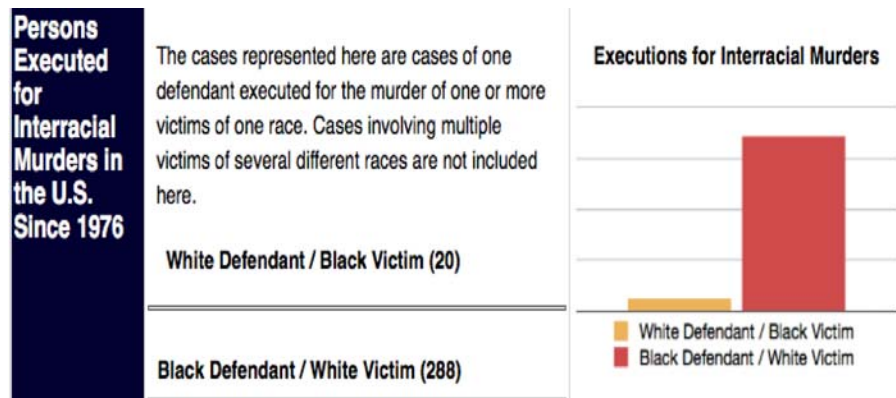 Persons
Executed
for
Interracial
Murders in
the U.S.
Since 1976
The cases represented here are cases of one
defendant executed for the murder of one or more
victims of one race. Cases involving multiple
victims of several different races are not included
here.
White Defendant / Black Victim (20)
Black Defendant / White Victim (288)
Executions for Interracial Murders
White Defendant / Black Victim
Black Defendant / White Victim